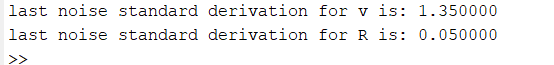 last noise standard derivation for v is: 1.350000
last noise standard derivation for R is: 0.050000
>>